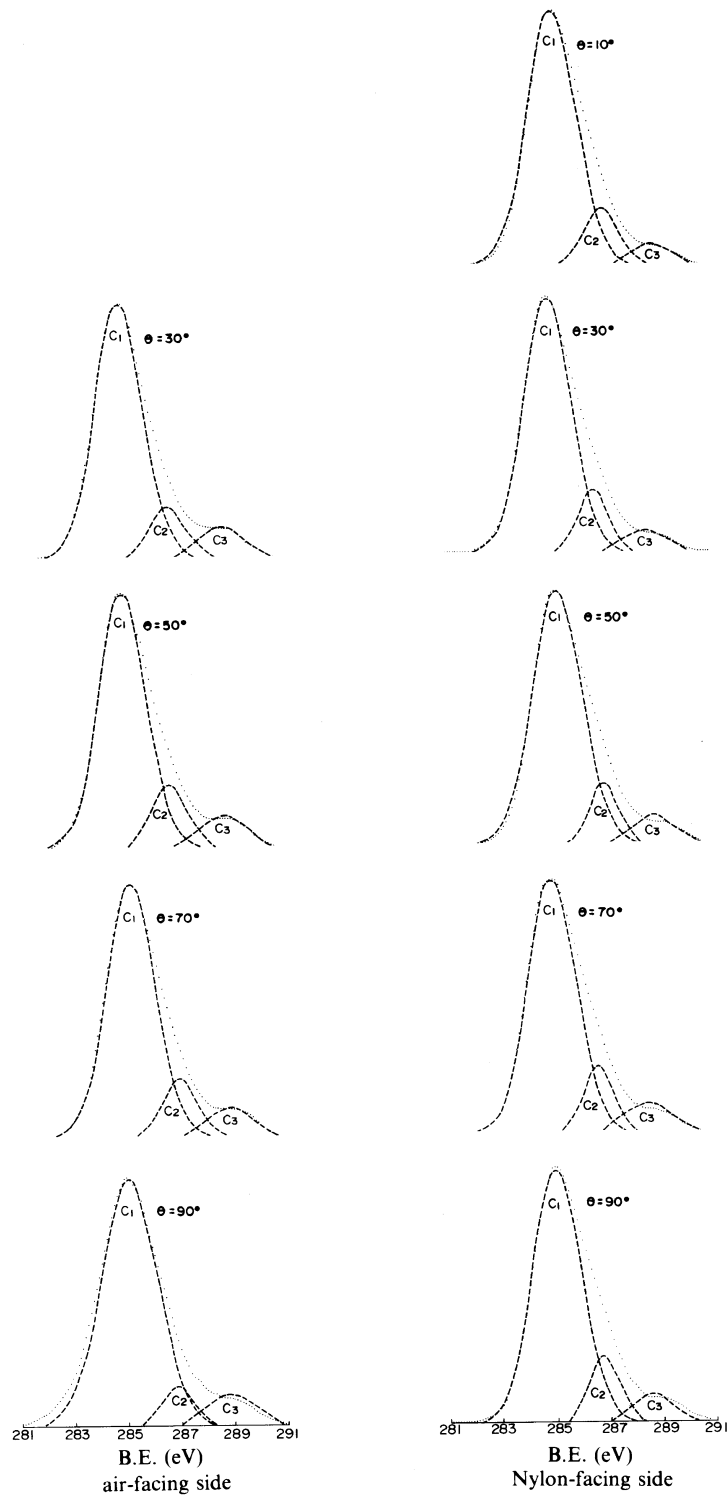 C1 θ=10°
C2
C3
C1 θ=30°
C2
C3
C1 θ=30°
C2
C3
C1 θ=50°
C2
C3
C1 θ=50°
C2
C3
C1 θ=70°
C2
C3
C1 θ=70°
C2
C3
C1 θ=90°
C2
C3
281 283 285 287 289 291
B.E. (eV)
air-facing side
C1 θ=90°
C2
C3
281 283 285 287 289 291
B.E. (eV)
Nylon-facing side